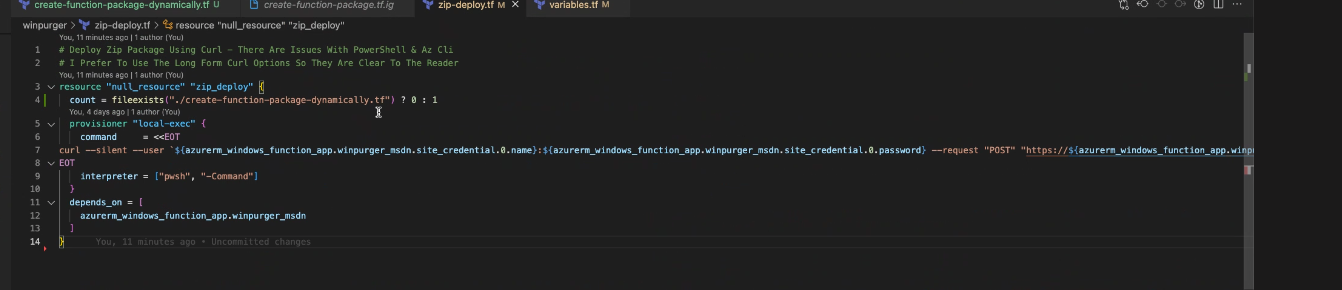 create-function-package-dynamically.tf U create-function-package.tf.ig zip-deploy.tf M variables.tf M
winpurger > zip-deploy.tf > resource "null_resource" "zip_deploy"
You, 11 minutes ago | 1 author (You)
1 # Deploy Zip Package Using Curl - There Are Issues With PowerShell & Az Cli
2 # I Prefer To Use The Long Form Curl Options So They Are Clear To The Reader
You, 11 minutes ago | 1 author (You)
3 resource "null_resource" "zip_deploy" {
4 count = fileexists("./create-function-package-dynamically.tf") ? 0 : 1
You, 4 days ago | 1 author (You)
5 provisioner "local-exec" {
6 command = <<EOT
7 curl --silent --user `${azurerm_windows_function_app.winpurger_msdn.site_credential.0.name}:${azurerm_windows_function_app.winpurger_msdn.site_credential.0.password} --request "POST" "https://${azurerm_windows_function_app.winp
8 EOT
9 interpreter = ["pwsh", "-Command"]
10 }
11 depends_on = [
12 azurerm_windows_function_app.winpurger_msdn
13 ]
14 } You, 11 minutes ago • Uncommitted changes